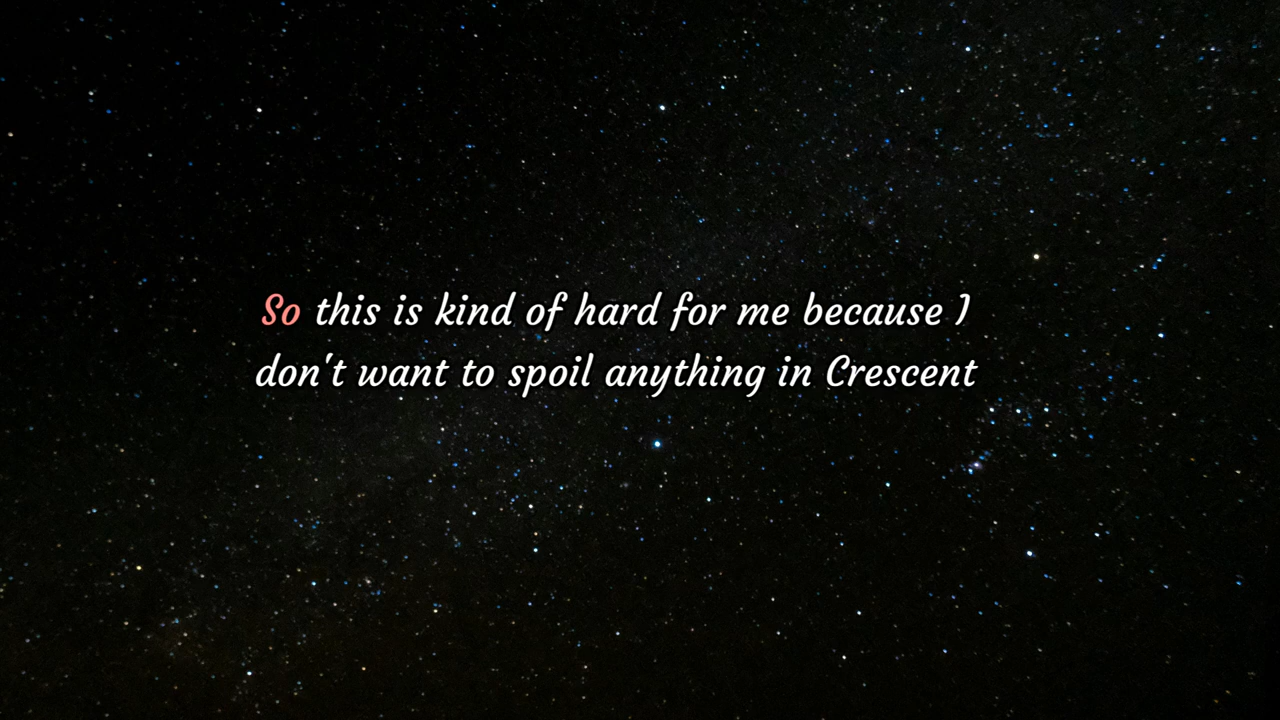 So this is kind of hard for me because I
don't want to spoil anything in Crescent